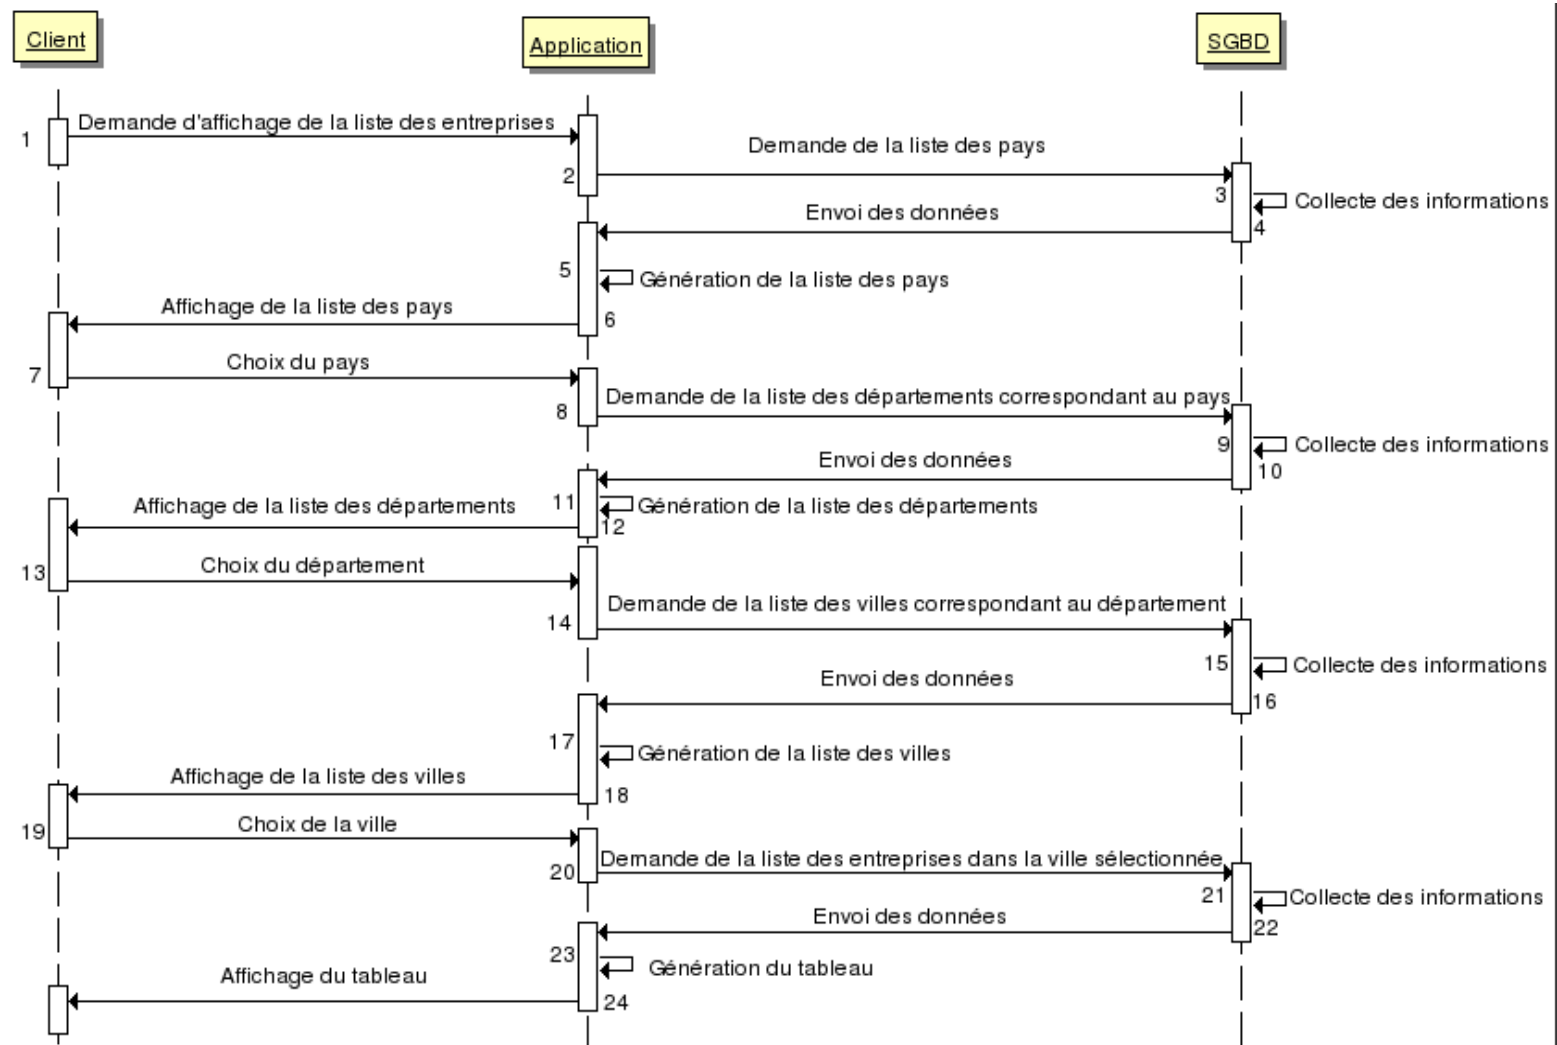 Client
Application
SGBD
Demande d'affichage de la liste des entreprises
1
Demande de la liste des pays
2
3
Collecte des informations
Envoi des données
4
5
Génération de la liste des pays
Affichage de la liste des pays
6
Choix du pays
7
Demande de la liste des départements correspondant au pays
8
9
Collecte des informations
Envoi des données
10
11
Génération de la liste des départements
Affichage de la liste des départements
12
Choix du département
13
Demande de la liste des villes correspondant au département
14
15
Collecte des informations
Envoi des données
16
17
Génération de la liste des villes
Affichage de la liste des villes
18
Choix de la ville
19
Demande de la liste des entreprises dans la ville sélectionnée
20
21
Collecte des informations
Envoi des données
22
23
Génération du tableau
Affichage du tableau
24